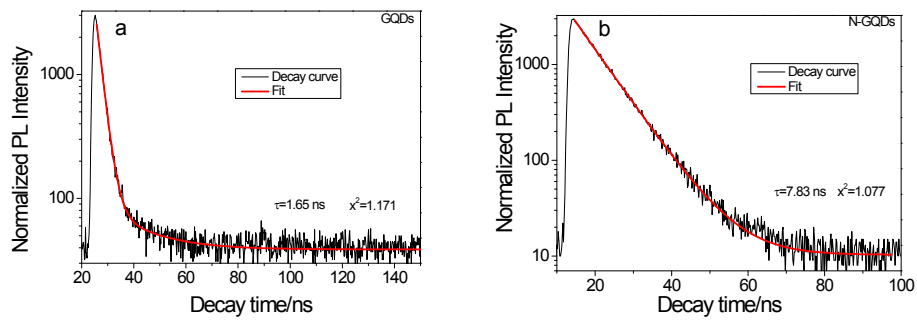 GQDs
a
1000
100
Normalized PL Intensity
Decay curve
Fit
τ=1.65 ns x²=1.171
20 40 60 80 100 120 140
Decay time/ns
N-GQDs
b
1000
100
10
Normalized PL Intensity
Decay curve
Fit
τ=7.83 ns x²=1.077
20 40 60 80 100
Decay time/ns